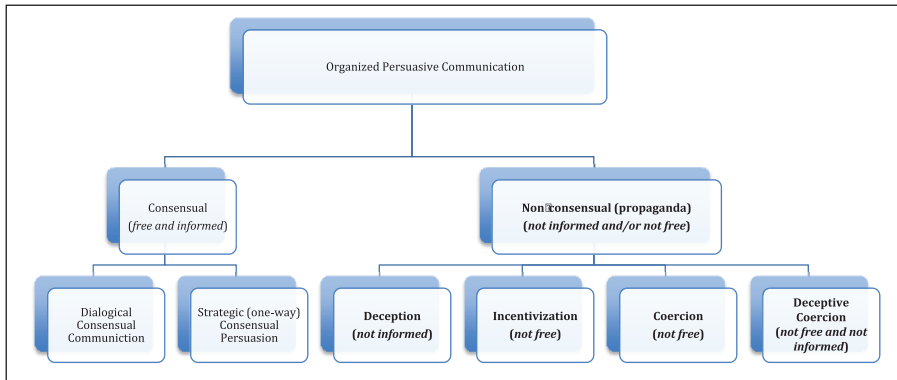 Organized Persuasive Communication
Consensual
(free and informed)
Non⍰consensual (propaganda)
(not informed and/or not free)
Dialogical
Consensual
Communiction
Strategic (one-way)
Consensual
Persuasion
Deception
(not informed)
Incentivization
(not free)
Coercion
(not free)
Deceptive
Coercion
(not free and not
informed)